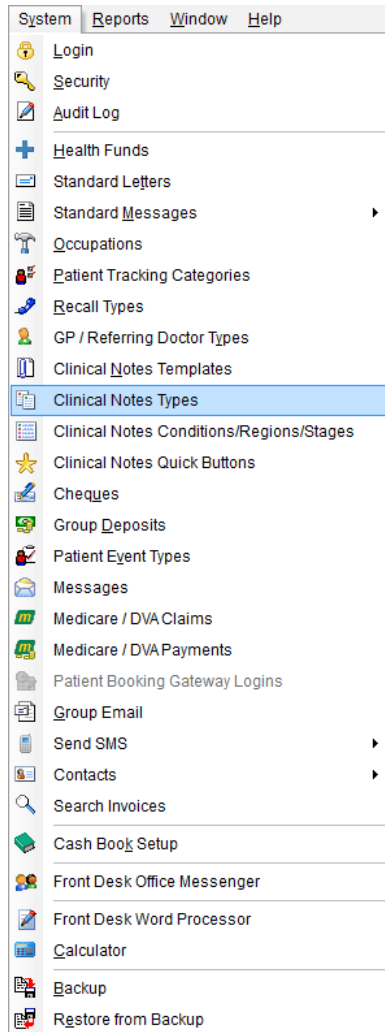 System Reports Window Help
Login
Security
Audit Log
Health Funds
Standard Letters
Standard Messages
Occupations
Patient Tracking Categories
Recall Types
GP / Referring Doctor Types
Clinical Notes Templates
Clinical Notes Types
Clinical Notes Conditions/Regions/Stages
Clinical Notes Quick Buttons
Cheques
Group Deposits
Patient Event Types
Messages
Medicare / DVA Claims
Medicare / DVA Payments
Patient Booking Gateway Logins
Group Email
Send SMS
Contacts
Search Invoices
Cash Book Setup
Front Desk Office Messenger
Front Desk Word Processor
Calculator
Backup
Restore from Backup